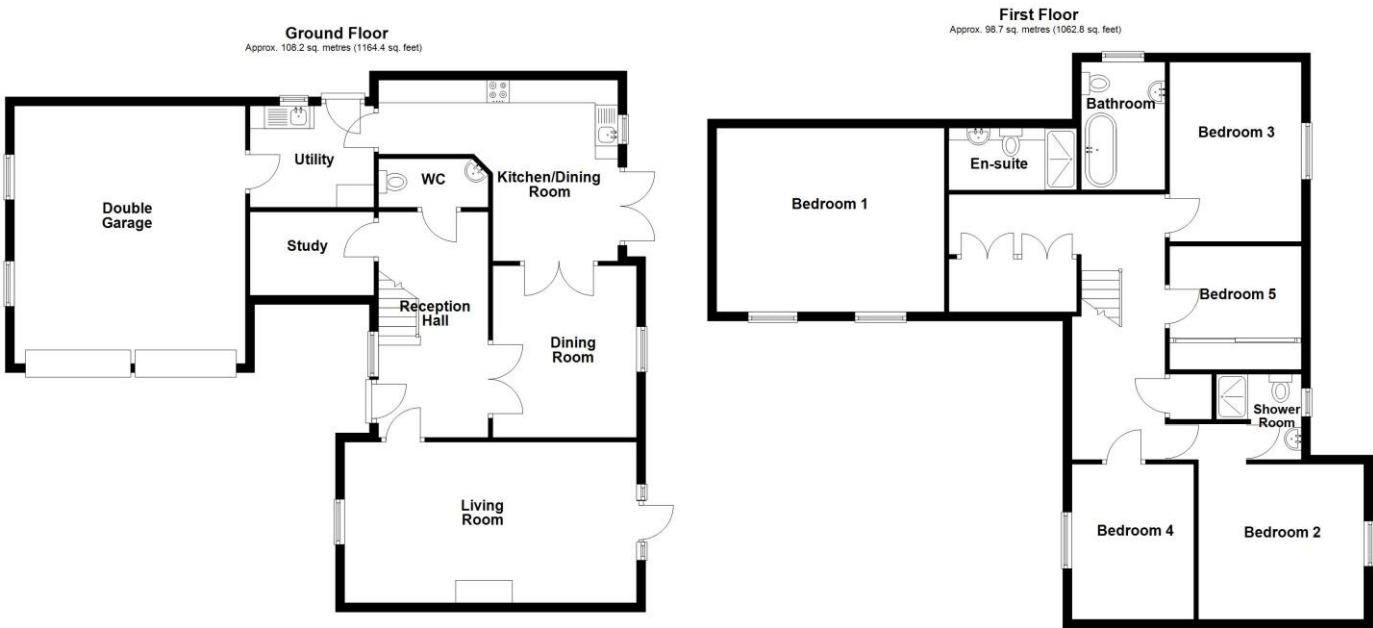 Ground Floor
Approx. 108.2 sq. metres (1164.4 sq. feet)
Utility
WC
Kitchen/Dining
Room
Double
Garage
Study
Reception
Hall
Dining
Room
Living
Room
First Floor
Approx. 98.7 sq. metres (1062.8 sq. feet)
Bathroom
Bedroom 3
En-suite
Bedroom 1
Bedroom 5
Shower
Room
Bedroom 4
Bedroom 2